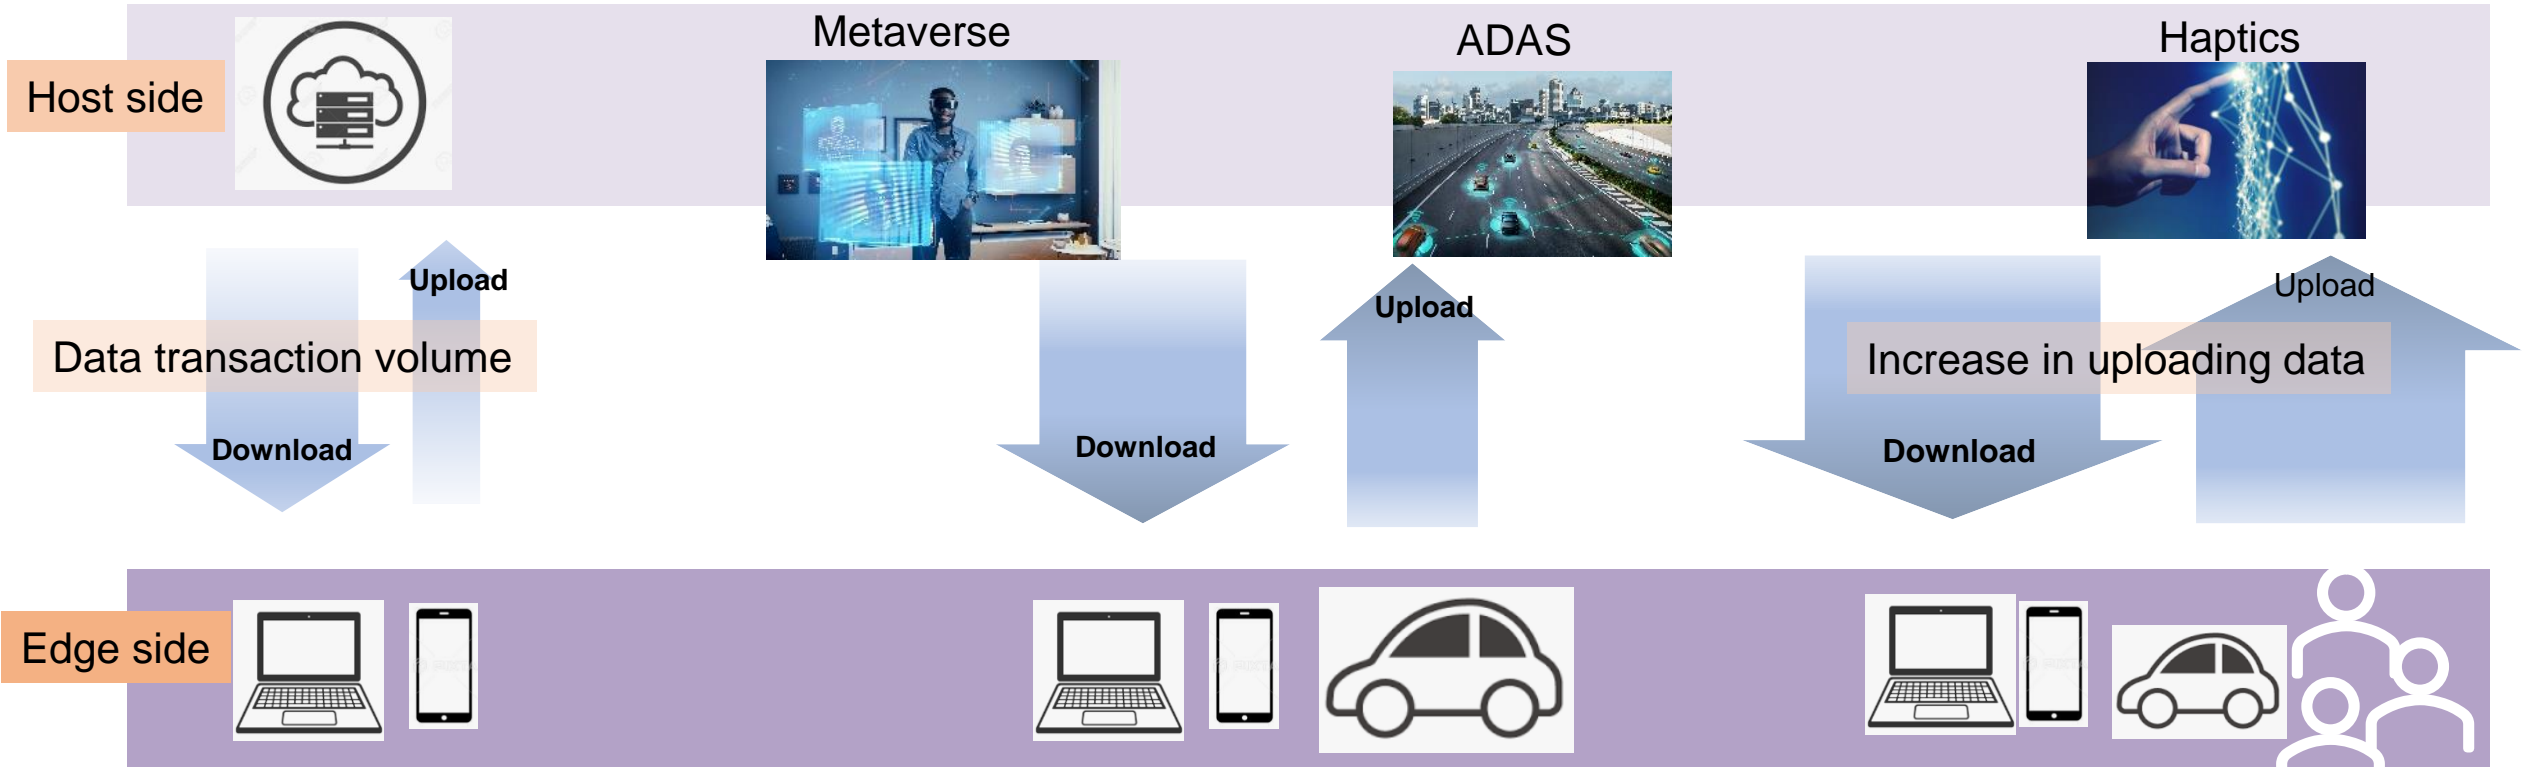 Metaverse
ADAS
Haptics
Host side
Upload
Upload
Upload
Data transaction volume
Increase in uploading data
Download
Download
Download
Edge side